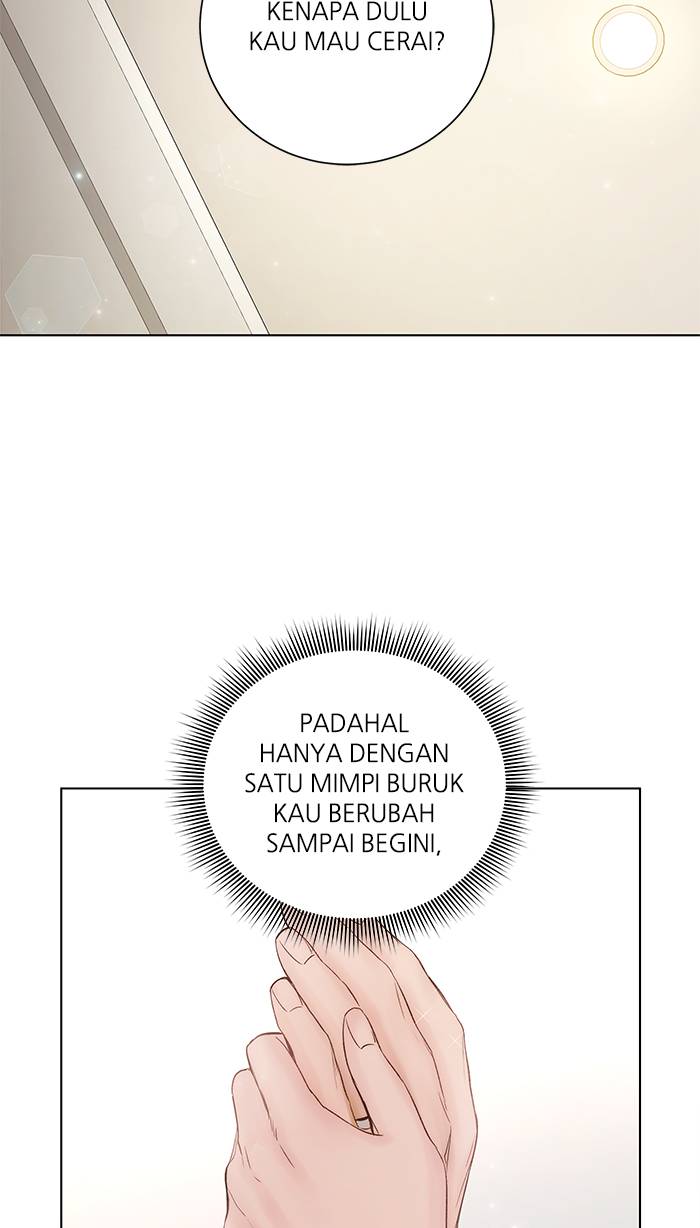 KENAPA DULU
KAU MAU CERAI?
PADAHAL
HANYA DENGAN
SATU MIMPI BURUK
KAU BERUBAH
SAMPAI BEGINI,